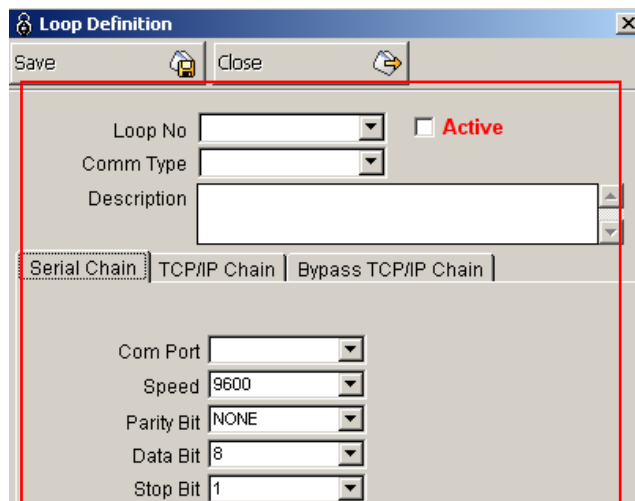 Loop Definition
Save Close
Loop No Active
Comm Type
Description
Serial Chain TCP/IP Chain Bypass TCP/IP Chain
Com Port
Speed 9600
Parity Bit NONE
Data Bit 8
Stop Bit 1